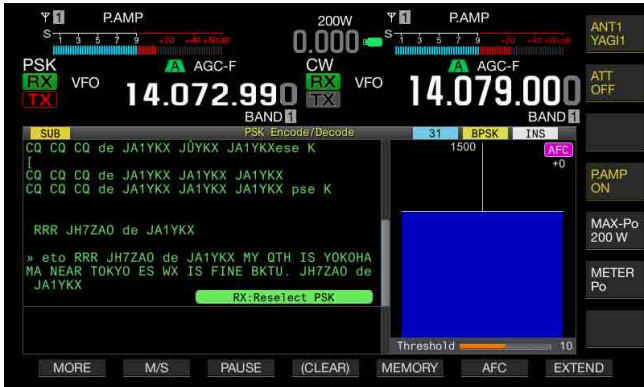 1 P.AMP 200W 1 P.AMP
S 1 3 5 7 9 +20 +40 +60dB 0.000 S 1 3 5 7 9 +20 +40 +60dB
PSK A AGC-F CW A AGC-F
RX VFO RX VFO
TX 14.072.990 TX 14.079.000
BAND 1 BAND 1
ANT1
YAGI1
ATT
OFF
P.AMP
ON
MAX-Po
200 W
METER
Po
SUB PSK Encode/Decode 31 BPSK INS
CQ CQ CQ de JA1YKX JÛYKX JA1YKXese K
[
CQ CQ CQ de JA1YKX JA1YKX JA1YKX
CQ CQ CQ de JA1YKX JA1YKX JA1YKX pse K
RRR JH7ZAO de JA1YKX
» eto RRR JH7ZAO de JA1YKX MY QTH IS YOKOHA
MA NEAR TOKYO ES WX IS FINE BKTU. JH7ZAO de
JA1YKX
RX:Reselect PSK
1500 AFC
+0
Threshold 10
MORE M/S PAUSE (CLEAR) MEMORY AFC EXTEND